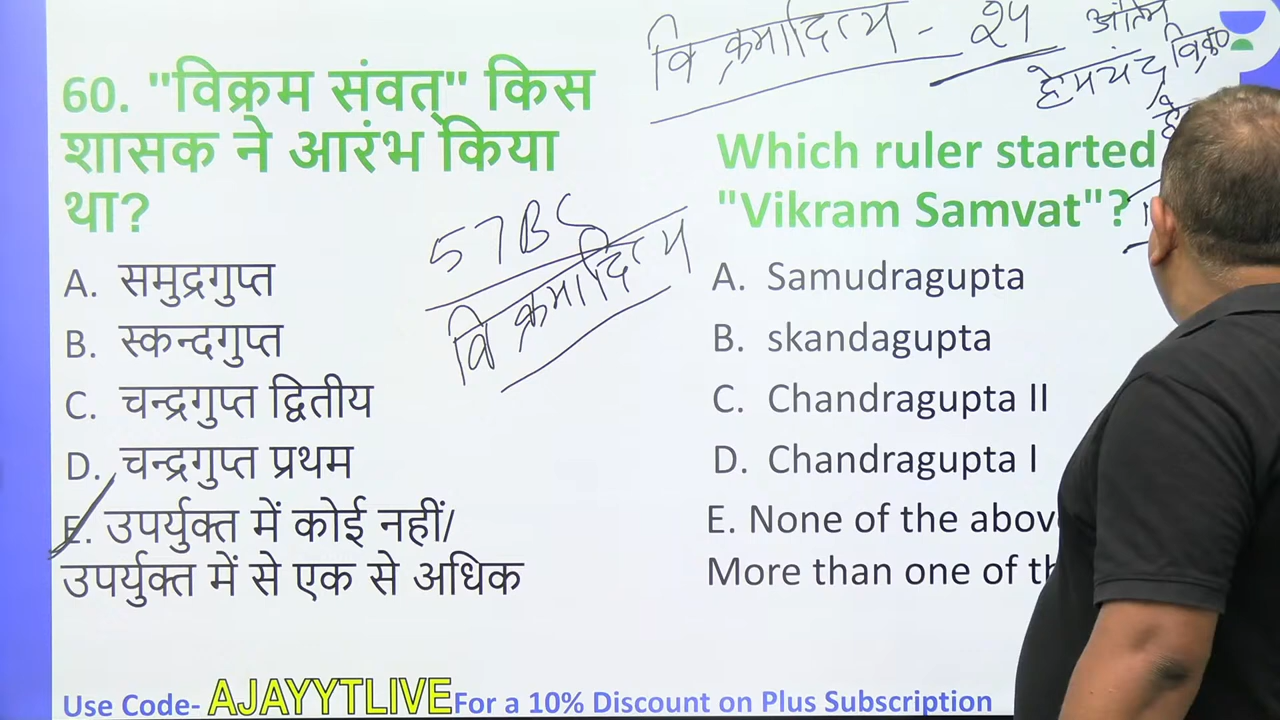 विक्रमादित्य - २५
अंतिम
हेमचंद्र विक्र
60. "विक्रम संवत्" किस
शासक ने आरंभ किया
था?
57 BC
विक्रमादित्य
A. समुद्रगुप्त
B. स्कन्दगुप्त
C. चन्द्रगुप्त द्वितीय
D. चन्द्रगुप्त प्रथम
E. उपर्युक्त में कोई नहीं/
उपर्युक्त में से एक से अधिक
Which ruler started
"Vikram Samvat"?
A. Samudragupta
B. skandagupta
C. Chandragupta II
D. Chandragupta I
E. None of the abov
More than one of th
Use Code- AJAYYTLIVE For a 10% Discount on Plus Subscription